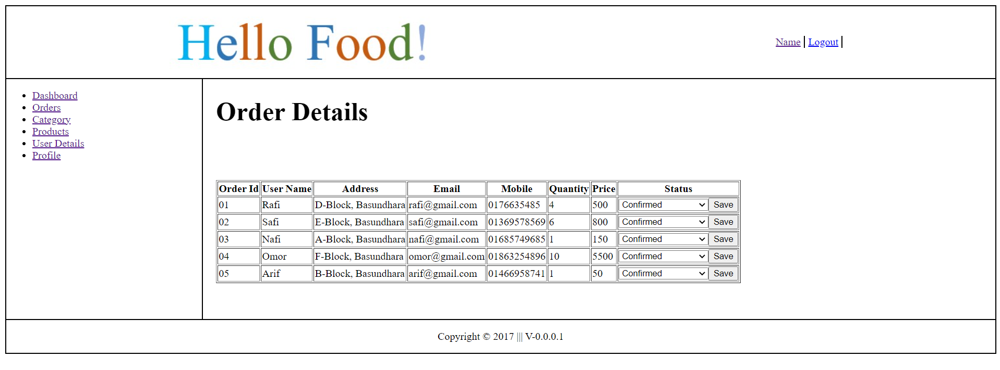 Hello Food!
Name | Logout |
Dashboard
Orders
Category
Products
User Details
Profile
Order Details
Order Id User Name Address Email Mobile Quantity Price Status
01 Rafi D-Block, Basundhara rafi@gmail.com 0176635485 4 500 Confirmed Save
02 Safi E-Block, Basundhara safi@gmail.com 01369578569 6 800 Confirmed Save
03 Nafi A-Block, Basundhara nafi@gmail.com 01685749685 1 150 Confirmed Save
04 Omor F-Block, Basundhara omor@gmail.com 01863254896 10 5500 Confirmed Save
05 Arif B-Block, Basundhara arif@gmail.com 01466958741 1 50 Confirmed Save
Copyright © 2017 ||| V-0.0.0.1